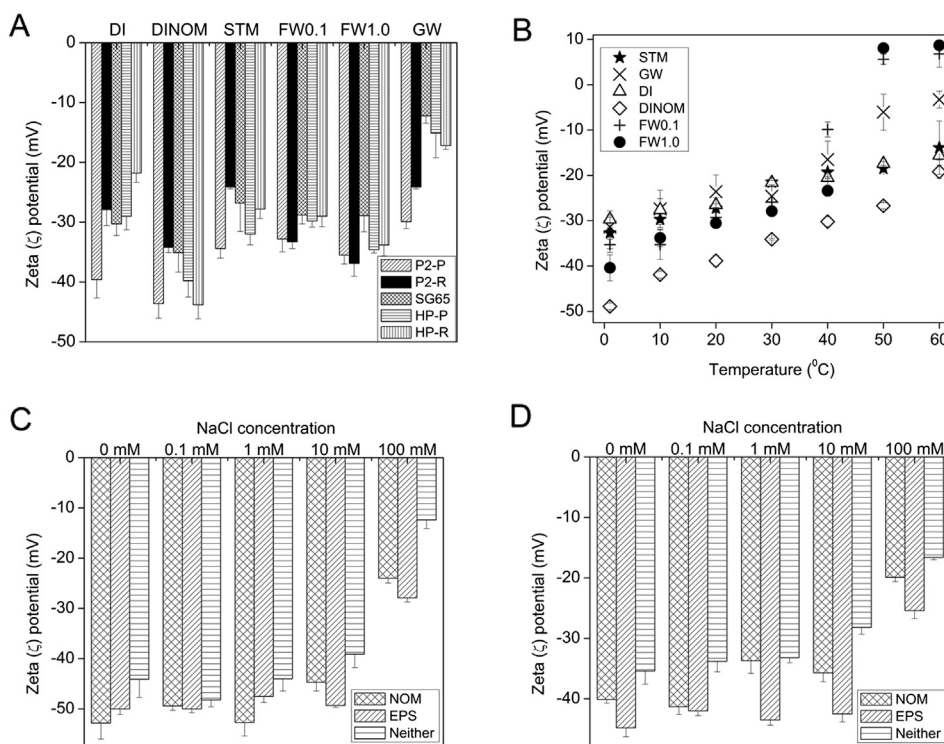 A
DI DINOM STM FW0.1 FW1.0 GW
0
-10
-20
-30
-40
-50
Zeta (ζ) potential (mV)
P2-P
P2-R
SG65
HP-P
HP-R
B
10
0
-10
-20
-30
-40
-50
Zeta (ζ) potential (mV)
STM
GW
DI
DINOM
FW0.1
FW1.0
0 10 20 30 40 50 60
Temperature (⁰C)
C
NaCl concentration
0 mM 0.1 mM 1 mM 10 mM 100 mM
0
-10
-20
-30
-40
-50
Zeta (ζ) potential (mV)
NOM
EPS
Neither
D
NaCl concentration
0 mM 0.1 mM 1 mM 10 mM 100 mM
0
-10
-20
-30
-40
Zeta (ζ) potential (mV)
NOM
EPS
Neither